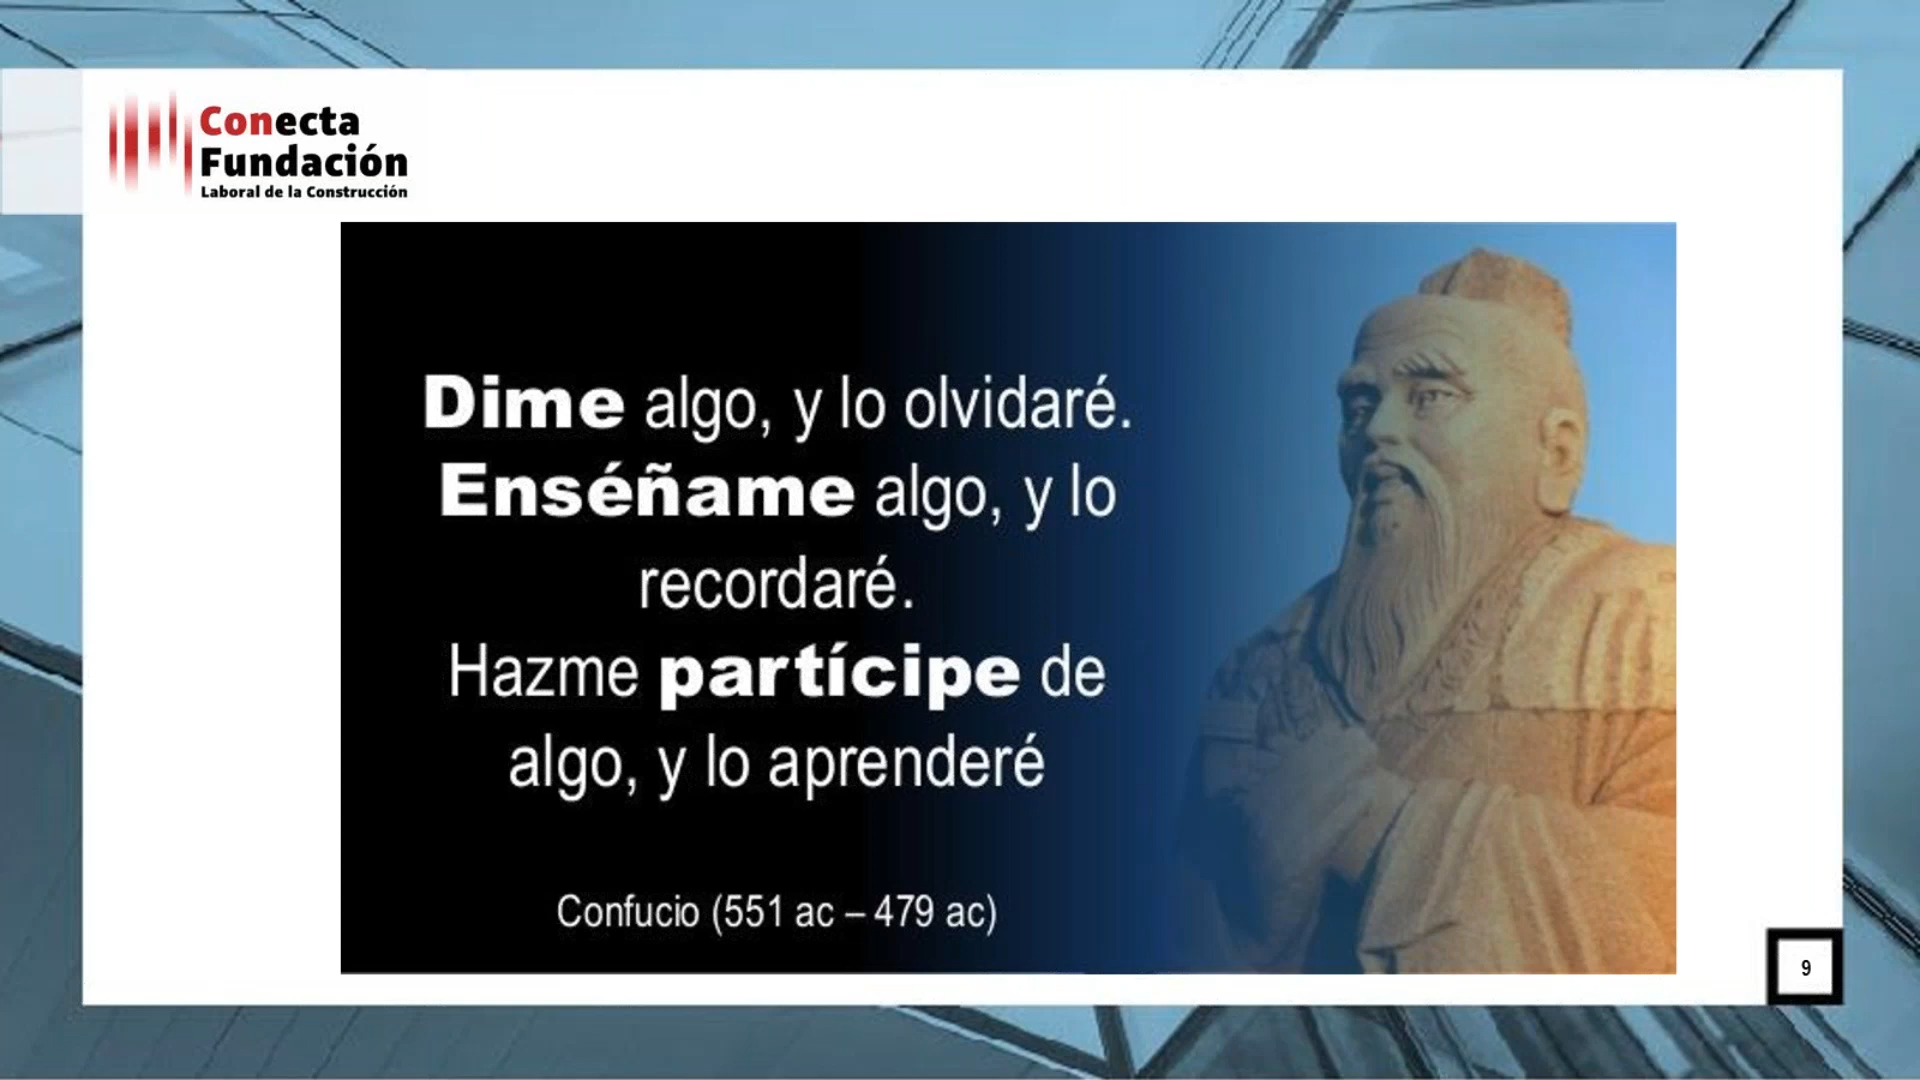 Conecta
Fundación
Laboral de la Construcción
Dime algo, y lo olvidaré.
Enséñame algo, y lo
recordaré.
Hazme partícipe de
algo, y lo aprenderé
Confucio (551 ac – 479 ac)
9